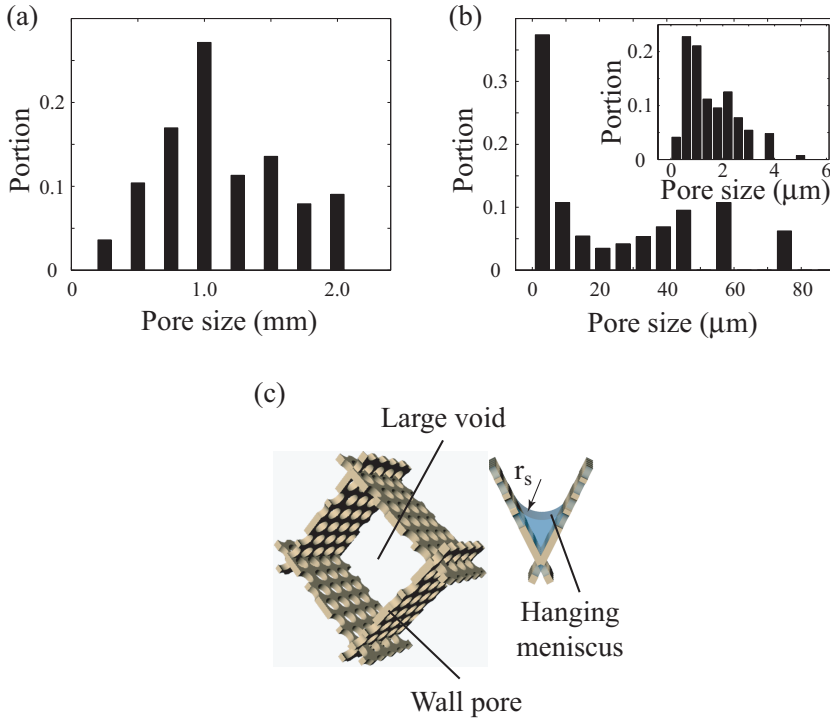 (a)
Portion
0.2
0.1
0
0
1.0
2.0
Pore size (mm)
(b)
Portion
0.3
0.2
0.1
0
0
20
40
60
80
Pore size (μm)
Portion
0.2
0.1
0
0
2
4
6
Pore size (μm)
(c)
Large void
Wall pore
r_s
Hanging
meniscus